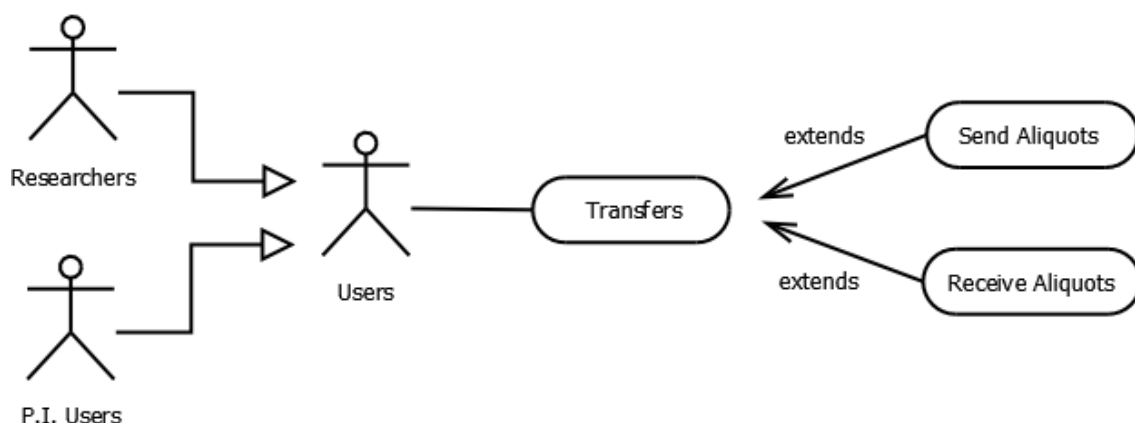 Researchers
P.I. Users
Users
Transfers
extends
Send Aliquots
extends
Receive Aliquots